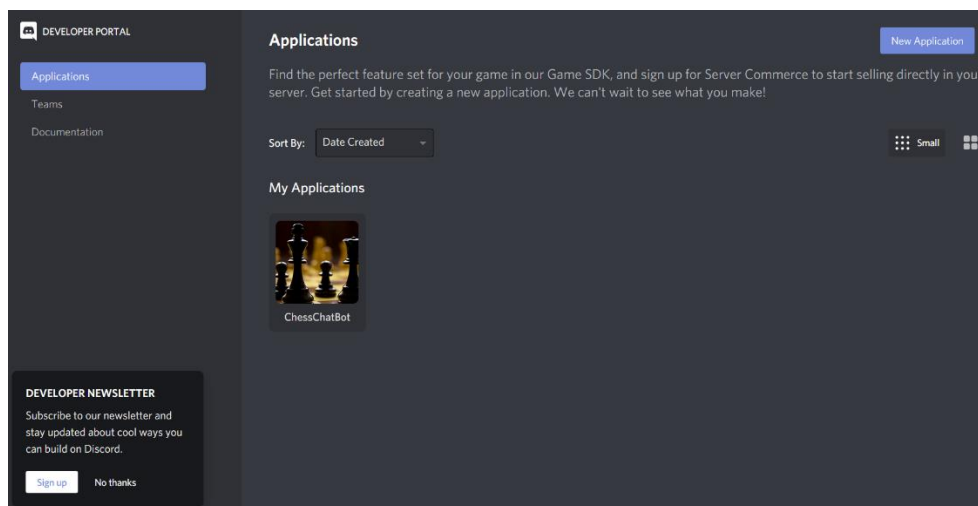 DEVELOPER PORTAL
Applications
Teams
Documentation
DEVELOPER NEWSLETTER
Subscribe to our newsletter and
stay updated about cool ways you
can build on Discord.
Sign up No thanks
Applications
New Application
Find the perfect feature set for your game in our Game SDK, and sign up for Server Commerce to start selling directly in you
server. Get started by creating a new application. We can't wait to see what you make!
Sort By: Date Created Small
My Applications
ChessChatBot